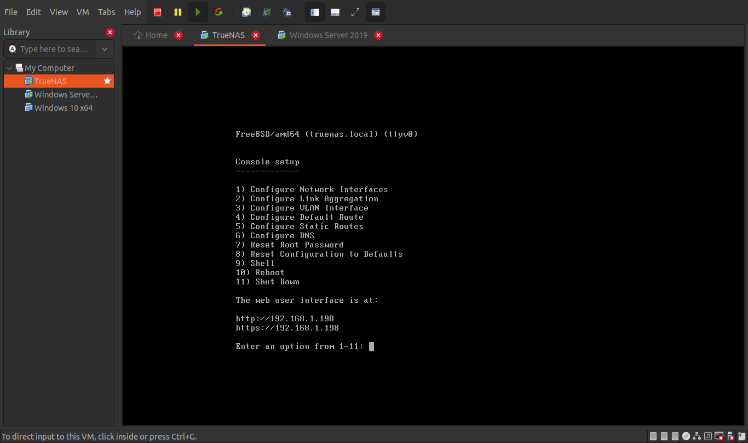 File Edit View VM Tabs Help
Library
Type here to sea...
My Computer
TrueNAS
Windows Serve...
Windows 10 x64
Home
TrueNAS
Windows Server 2019
FreeBSD/amd64 (truenas.local) (ttyv0)
Console setup
-------------
1) Configure Network Interfaces
2) Configure Link Aggregation
3) Configure VLAN Interface
4) Configure Default Route
5) Configure Static Routes
6) Configure DNS
7) Reset Root Password
8) Reset Configuration to Defaults
9) Shell
10) Reboot
11) Shut Down
The web user interface is at:
http://192.168.1.198
https://192.168.1.198
Enter an option from 1-11:
To direct input to this VM, click inside or press Ctrl+G.